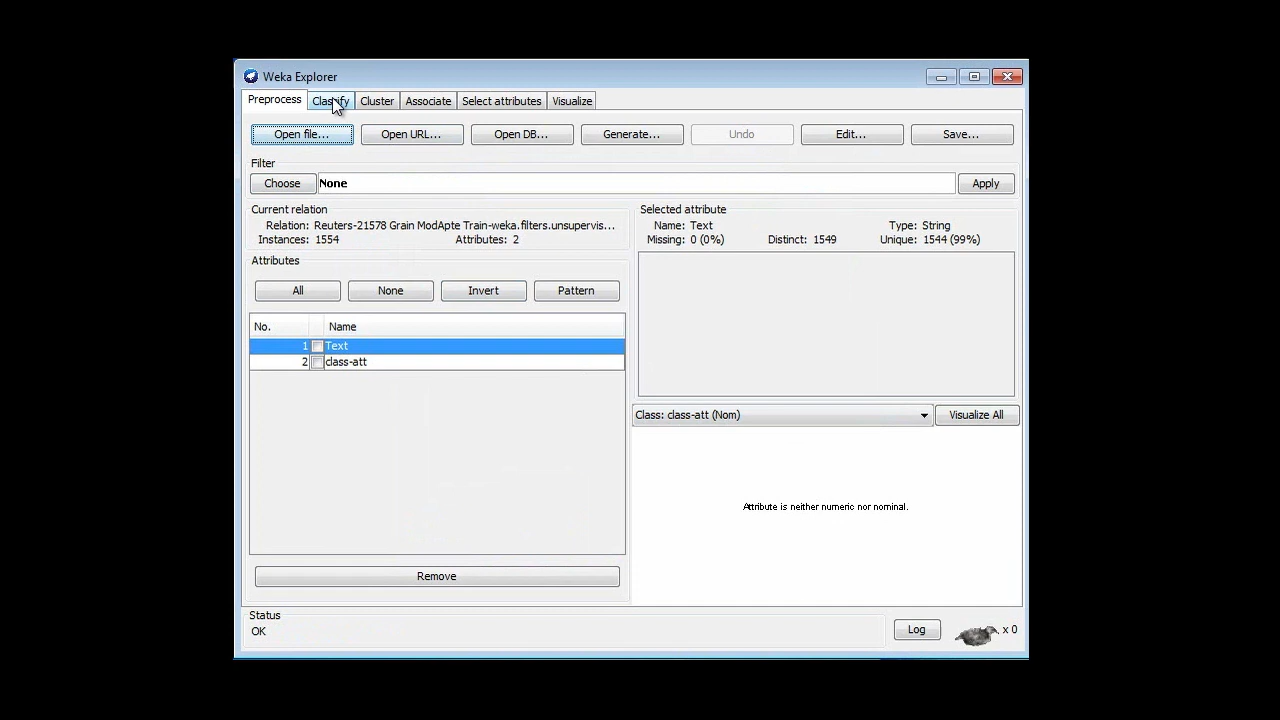 Weka Explorer
Preprocess Classify Cluster Associate Select attributes Visualize
Open file... Open URL... Open DB... Generate... Undo Edit... Save...
Filter
Choose None Apply
Current relation
Relation: Reuters-21578 Grain ModApte Train-weka.filters.unsupervis...
Instances: 1554 Attributes: 2
Selected attribute
Name: Text Type: String
Missing: 0 (0%) Distinct: 1549 Unique: 1544 (99%)
Attributes
All None Invert Pattern
No. Name
1 Text
2 class-att
Remove
Class: class-att (Nom) Visualize All
Attribute is neither numeric nor nominal.
Status
OK
Log x 0